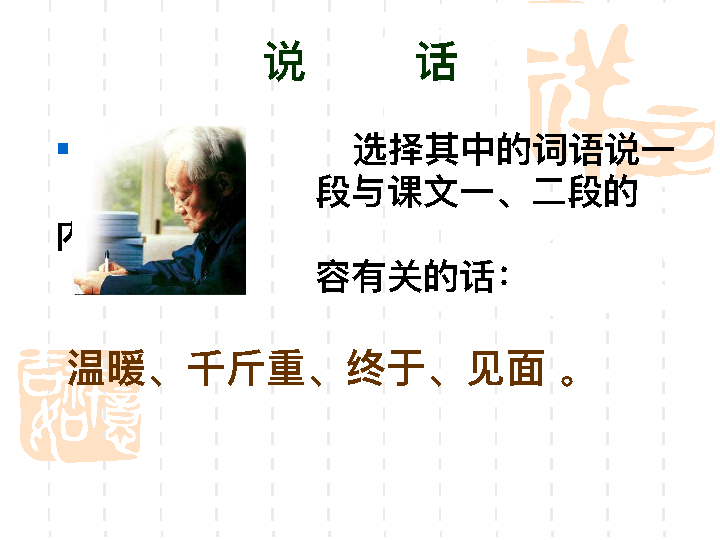 说 话
选择其中的词语说一
段与课文一、二段的
内
容有关的话：
温暖、千斤重、终于、见面 。